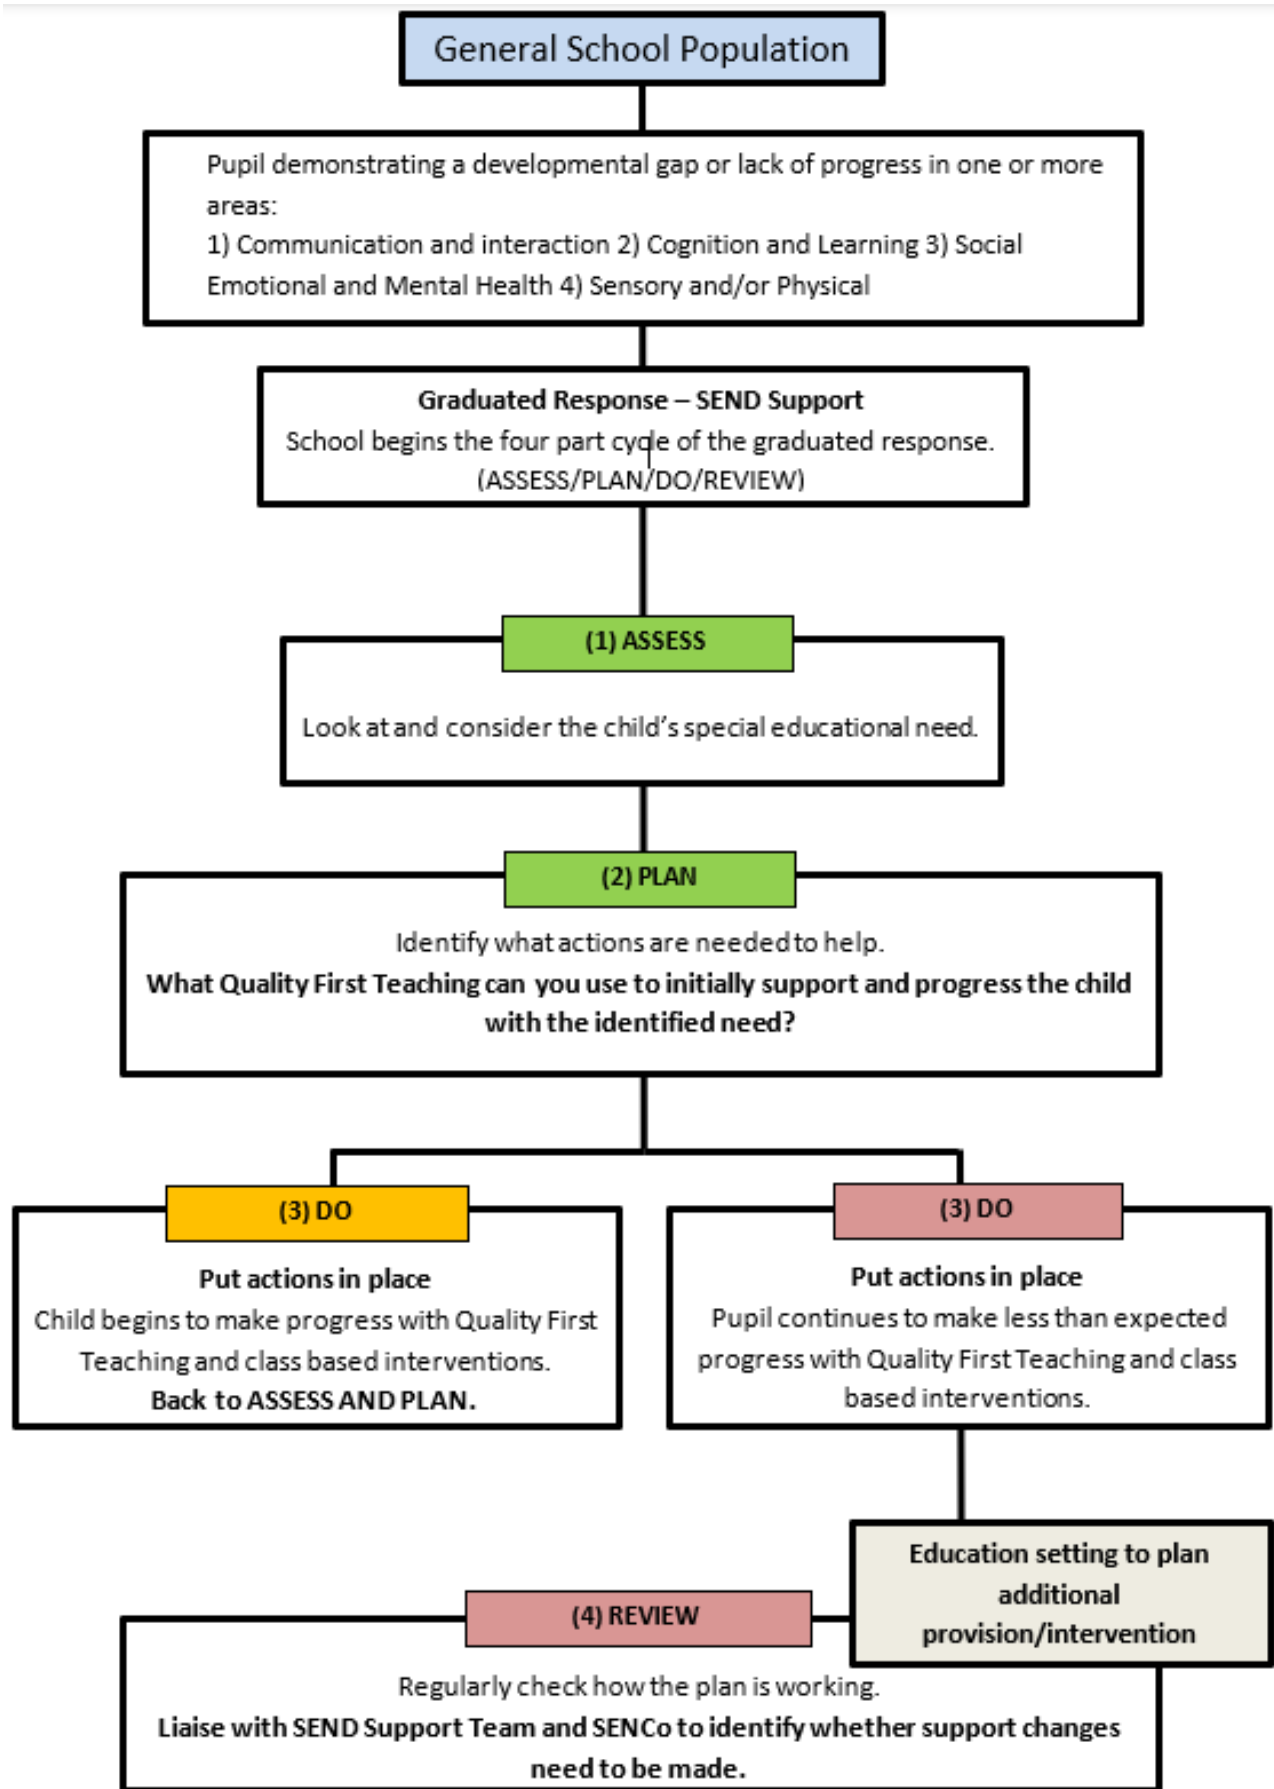 General School Population
Pupil demonstrating a developmental gap or lack of progress in one or more
areas:
1) Communication and interaction 2) Cognition and Learning 3) Social
Emotional and Mental Health 4) Sensory and/or Physical
Graduated Response – SEND Support
School begins the four part cycle of the graduated response.
(ASSESS/PLAN/DO/REVIEW)
(1) ASSESS
Look at and consider the child’s special educational need.
(2) PLAN
Identify what actions are needed to help.
What Quality First Teaching can you use to initially support and progress the child
with the identified need?
(3) DO
Put actions in place
Child begins to make progress with Quality First
Teaching and class based interventions.
Back to ASSESS AND PLAN.
(3) DO
Put actions in place
Pupil continues to make less than expected
progress with Quality First Teaching and class
based interventions.
Education setting to plan
additional
provision/intervention
(4) REVIEW
Regularly check how the plan is working.
Liaise with SEND Support Team and SENCo to identify whether support changes
need to be made.